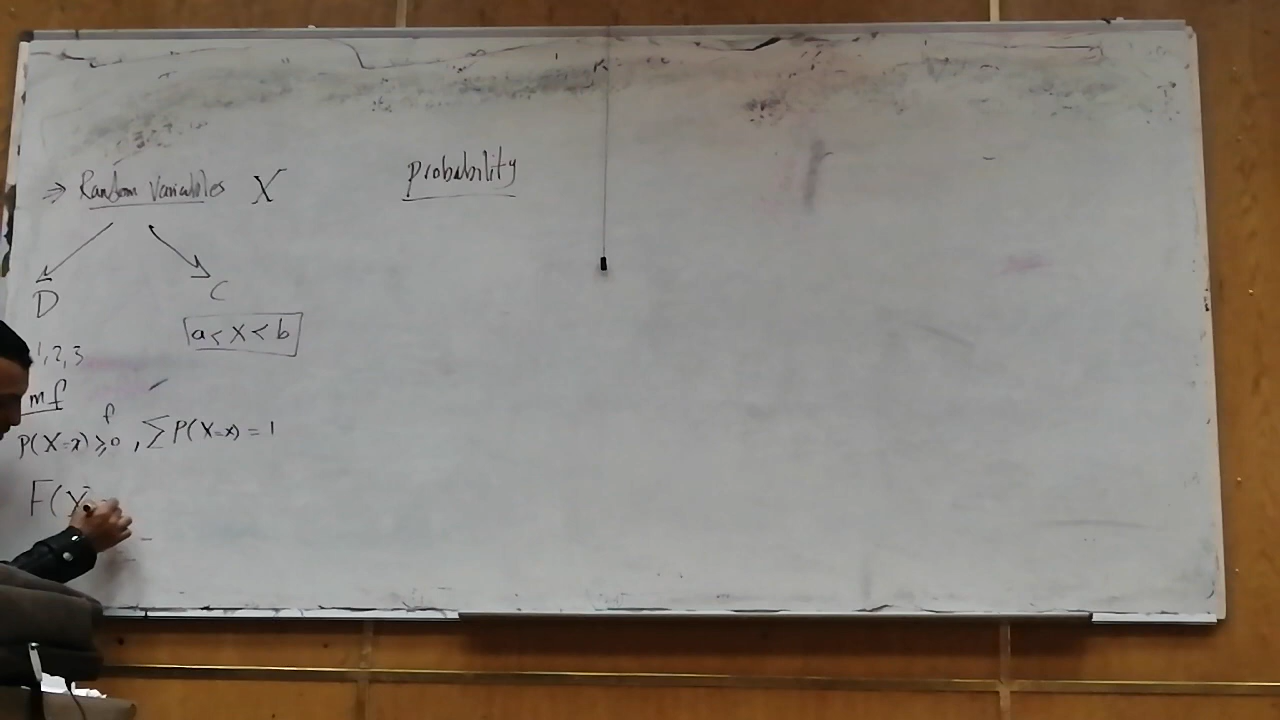 probability
⇒ Random Variables X
D C
1, 2, 3 a < x < b
mf
f
P(X=x) ≥ 0 , ∑ P(X=x) = 1
F(